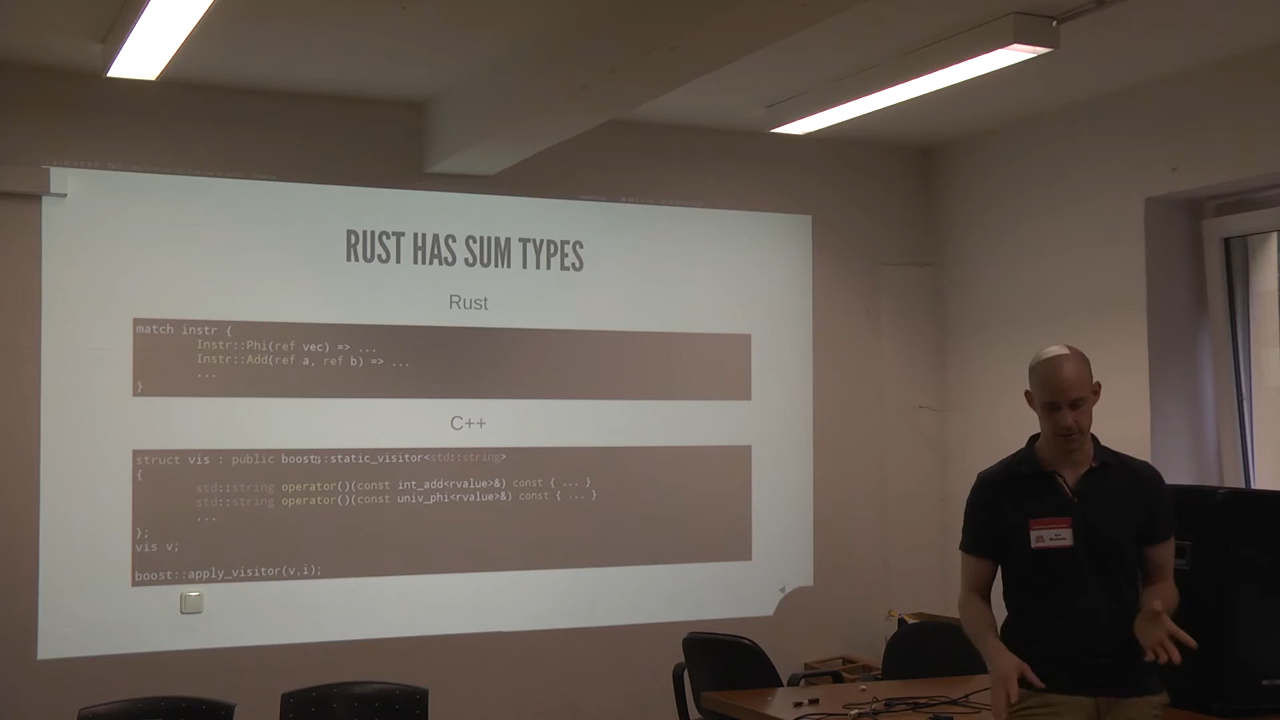 RUST HAS SUM TYPES
Rust
match instr {
Instr::Phi(ref vec) => ...
Instr::Add(ref a, ref b) => ...
...
}
C++
struct vis : public boost::static_visitor<std::string>
{
std::string operator()(const int_add<rvalue>&) const { ... }
std::string operator()(const univ_phi<rvalue>&) const { ... }
...
};
vis v;
boost::apply_visitor(v,i);